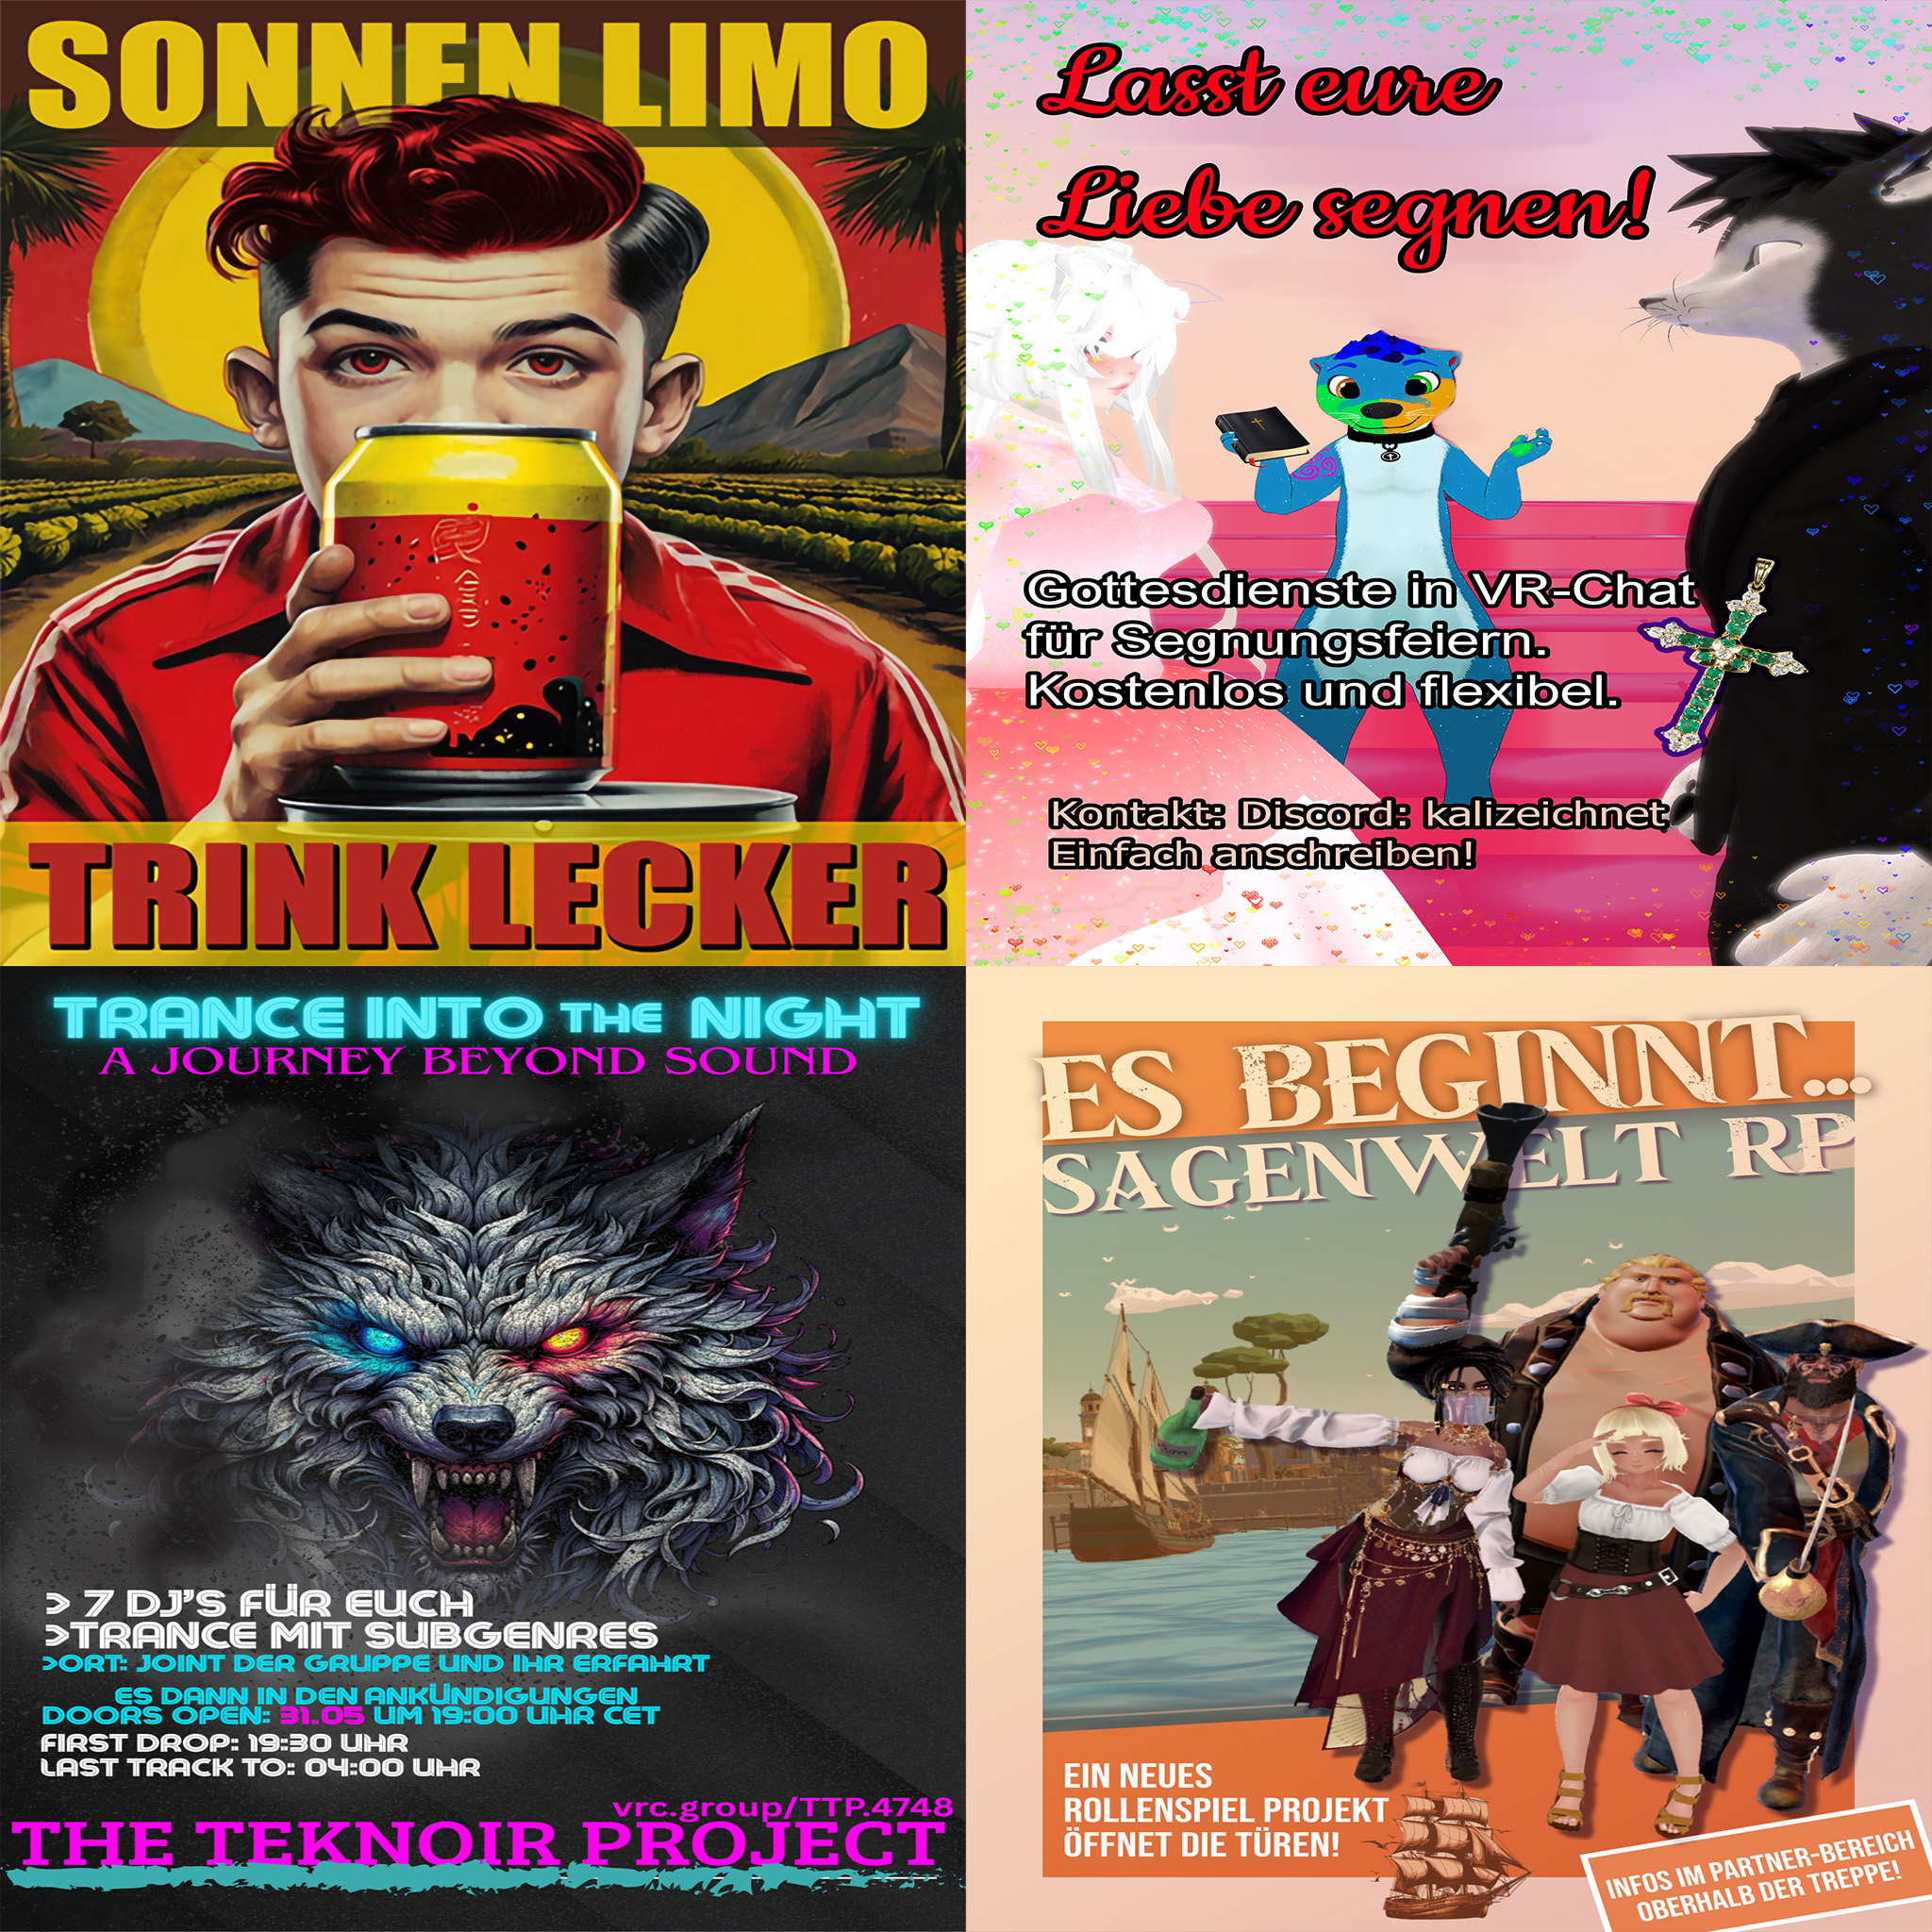 SONNEN LIMO
TRINK LECKER
Lasst eure
Liebe segnen!
Gottesdienste in VR-Chat
für Segnungsfeiern.
Kostenlos und flexibel.
Kontakt: Discord: kalizeichnet
Einfach anschreiben!
TRANCE INTO THE NIGHT
A JOURNEY BEYOND SOUND
> 7 DJ'S FÜR EUCH
>TRANCE MIT SUBGENRES
>ORT: JOINT DER GRUPPE UND IHR ERFAHRT
ES DANN IN DEN ANKÜNDIGUNGEN
DOORS OPEN: 31.05 UM 19:00 UHR CET
FIRST DROP: 19:30 UHR
LAST TRACK TO: 04:00 UHR
vrc.group/TTP.4748
THE TEKNOIR PROJECT
ES BEGINNT...
SAGENWELT RP
EIN NEUES
ROLLENSPIEL PROJEKT
ÖFFNET DIE TÜREN!
INFOS IM PARTNER-BEREICH
OBERHALB DER TREPPE!